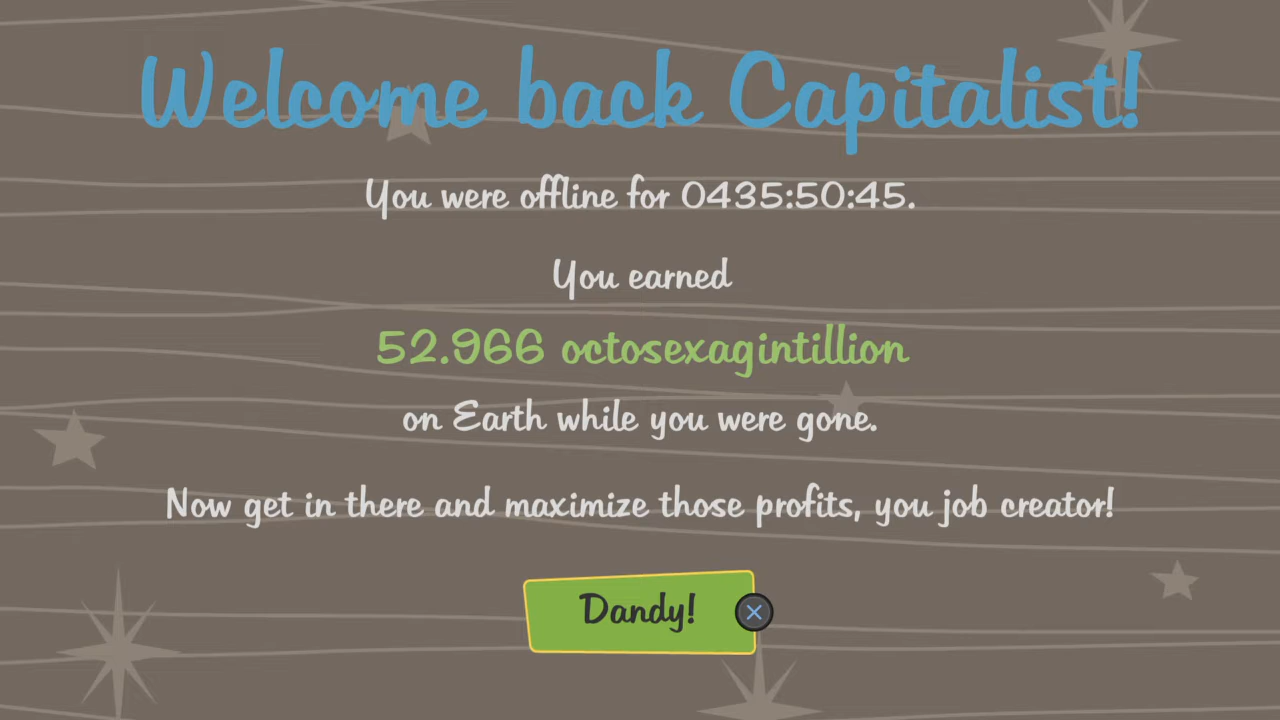 Welcome back Capitalist!
You were offline for 0435:50:45.
You earned
52.966 octosexagintillion
on Earth while you were gone.
Now get in there and maximize those profits, you job creator!
Dandy!